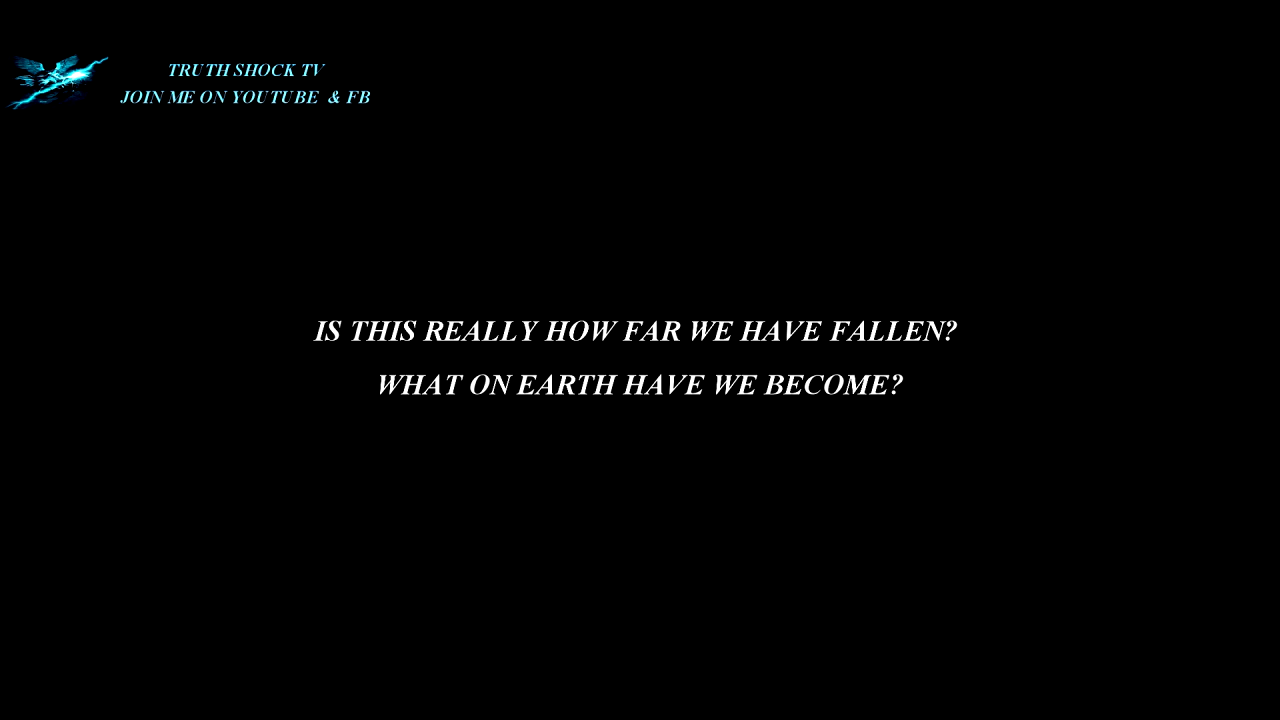 TRUTH SHOCK TV
JOIN ME ON YOUTUBE & FB
IS THIS REALLY HOW FAR WE HAVE FALLEN?
WHAT ON EARTH HAVE WE BECOME?